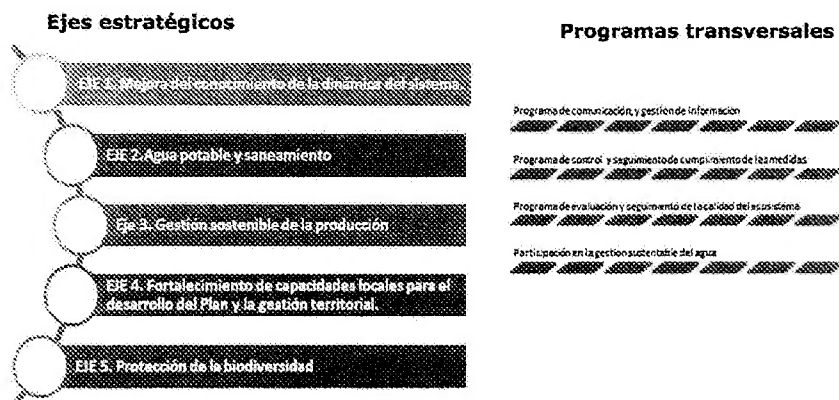 Ejes estratégicos
EJE 1. Mejora del conocimiento de la dinámica del sistema.
EJE 2. Agua potable y saneamiento
Eje 3. Gestión sostenible de la producción
EJE 4. Fortalecimiento de capacidades locales para el
desarrollo del Plan y la gestión territorial.
EJE 5. Protección de la biodiversidad
Programas transversales
Programa de comunicación, y gestión de información
Programa de control y seguimiento de cumplimiento de las medidas
Programa de evaluación y seguimiento de la calidad del ecosistema
Participación en la gestion sustentable del agua